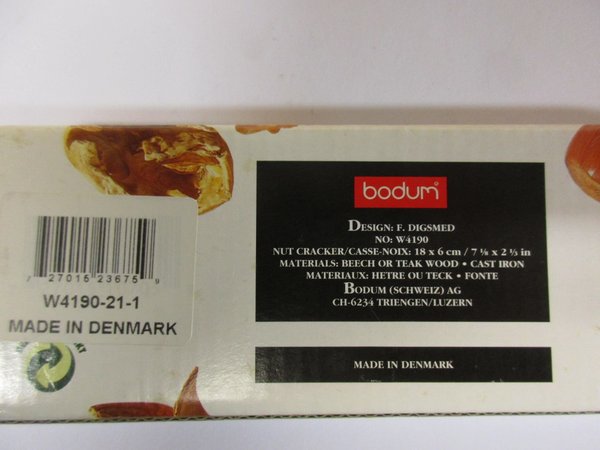 bodum
DESIGN: F. DIGSMED
NO: W4190
NUT CRACKER/CASSE-NOIX: 18 x 6 cm / 7 ⅛ x 2 ⅓ in
MATERIALS: BEECH OR TEAK WOOD • CAST IRON
MATERIAUX: HETRE OU TECK • FONTE
BODUM (SCHWEIZ) AG
CH-6234 TRIENGEN/LUZERN
MADE IN DENMARK
7 27015 23675 9
W4190-21-1
MADE IN DENMARK